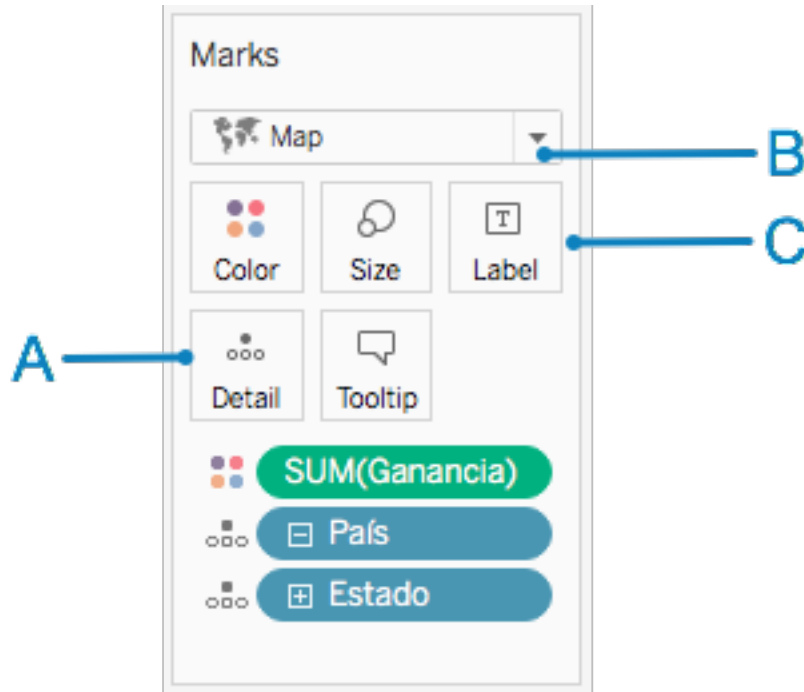 Marks
Map
B
Color Size T Label
C
A
Detail Tooltip
SUM(Ganancia)
País
Estado